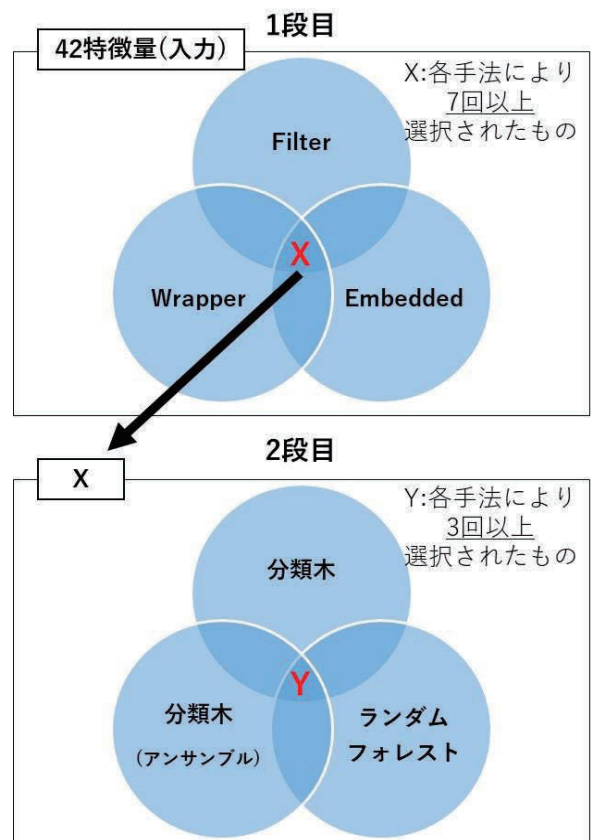 1段目
42特徴量(入力)
X:各手法により
7回以上
選択されたもの
Filter
X
Wrapper
Embedded
2段目
X
Y:各手法により
3回以上
選択されたもの
分類木
Y
分類木
(アンサンブル)
ランダム
フォレスト